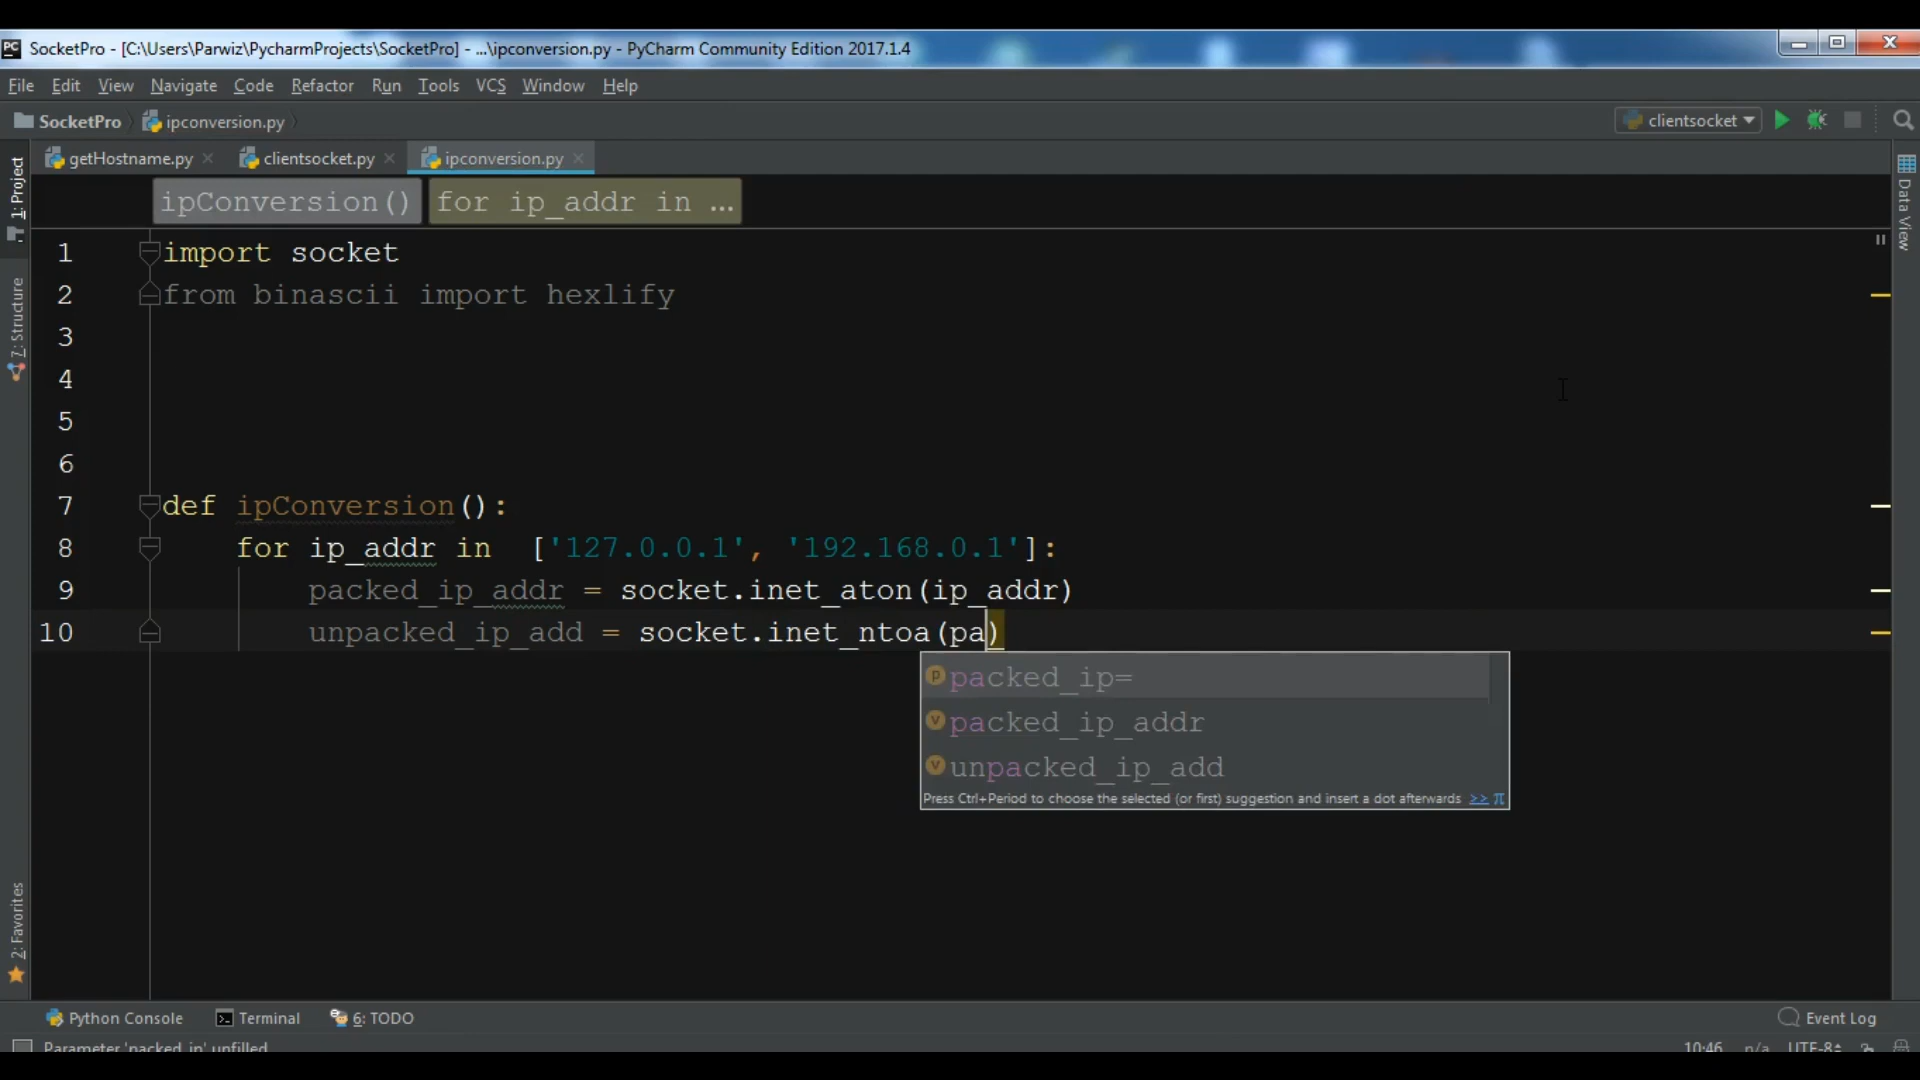 SocketPro - [C:\Users\Parwiz\PycharmProjects\SocketPro] - ...\ipconversion.py - PyCharm Community Edition 2017.1.4
File Edit View Navigate Code Refactor Run Tools VCS Window Help
SocketPro ipconversion.py clientsocket
getHostname.py clientsocket.py ipconversion.py
ipConversion() for ip_addr in ...
1 import socket
2 from binascii import hexlify
3
4
5
6
7 def ipConversion():
8 for ip_addr in ['127.0.0.1', '192.168.0.1']:
9 packed_ip_addr = socket.inet_aton(ip_addr)
10 unpacked_ip_add = socket.inet_ntoa(pa)
packed_ip=
packed_ip_addr
unpacked_ip_add
Press Ctrl+Period to choose the selected (or first) suggestion and insert a dot afterwards >> π
1: Project
7: Structure
2: Favorites
Data View
Python Console Terminal 6: TODO Event Log
Parameter 'packed_ip' unfilled 10:46 n/a UTF-8